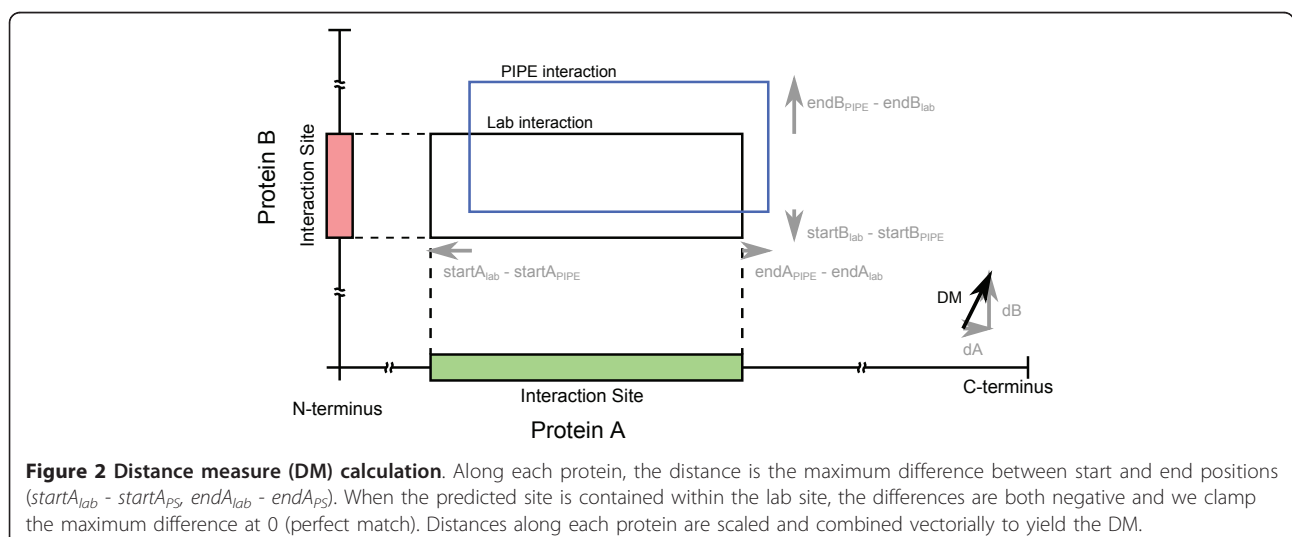 PIPE interaction
endB_PIPE - endB_lab
Lab interaction
Protein B
Interaction Site
startB_lab - startB_PIPE
startA_lab - startA_PIPE
endA_PIPE - endA_lab
DM
dB
dA
N-terminus
Interaction Site
C-terminus
Protein A
Figure 2 Distance measure (DM) calculation. Along each protein, the distance is the maximum difference between start and end positions
(startA_lab - startA_PS, endA_lab - endA_PS). When the predicted site is contained within the lab site, the differences are both negative and we clamp
the maximum difference at 0 (perfect match). Distances along each protein are scaled and combined vectorially to yield the DM.